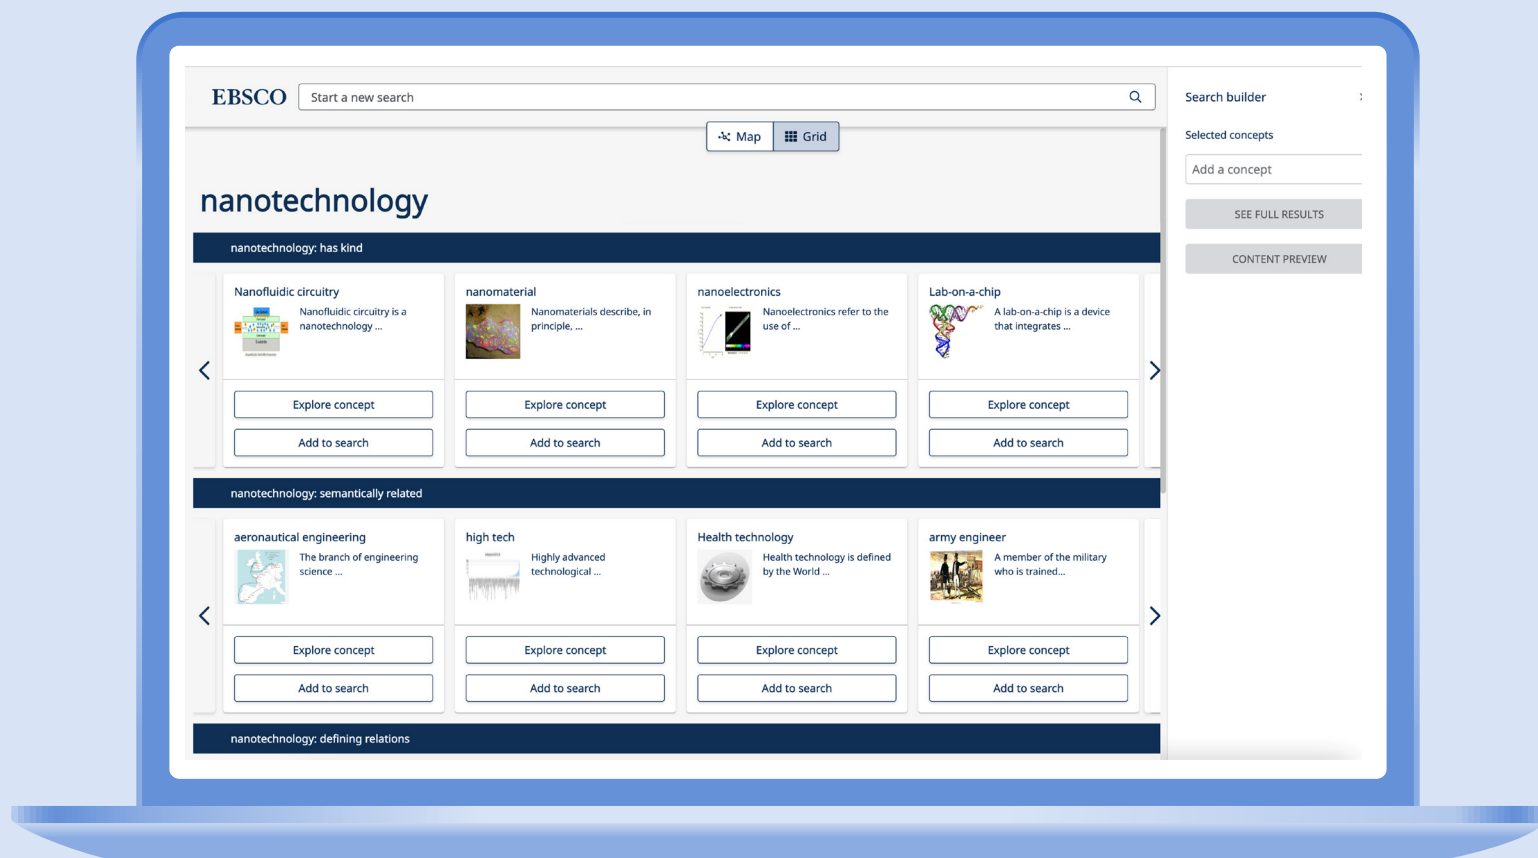 EBSCO
Start a new search
Search builder
Map
Grid
Selected concepts
Add a concept
SEE FULL RESULTS
CONTENT PREVIEW
nanotechnology
nanotechnology: has kind
Nanofluidic circuitry
Nanofluidic circuitry is a
nanotechnology ...
Explore concept
Add to search
nanomaterial
Nanomaterials describe, in
principle, ...
Explore concept
Add to search
nanoelectronics
Nanoelectronics refer to the
use of ...
Explore concept
Add to search
Lab-on-a-chip
A lab-on-a-chip is a device
that integrates ...
Explore concept
Add to search
nanotechnology: semantically related
aeronautical engineering
The branch of engineering
science ...
Explore concept
Add to search
high tech
Highly advanced
technological ...
Explore concept
Add to search
Health technology
Health technology is defined
by the World ...
Explore concept
Add to search
army engineer
A member of the military
who is trained...
Explore concept
Add to search
nanotechnology: defining relations